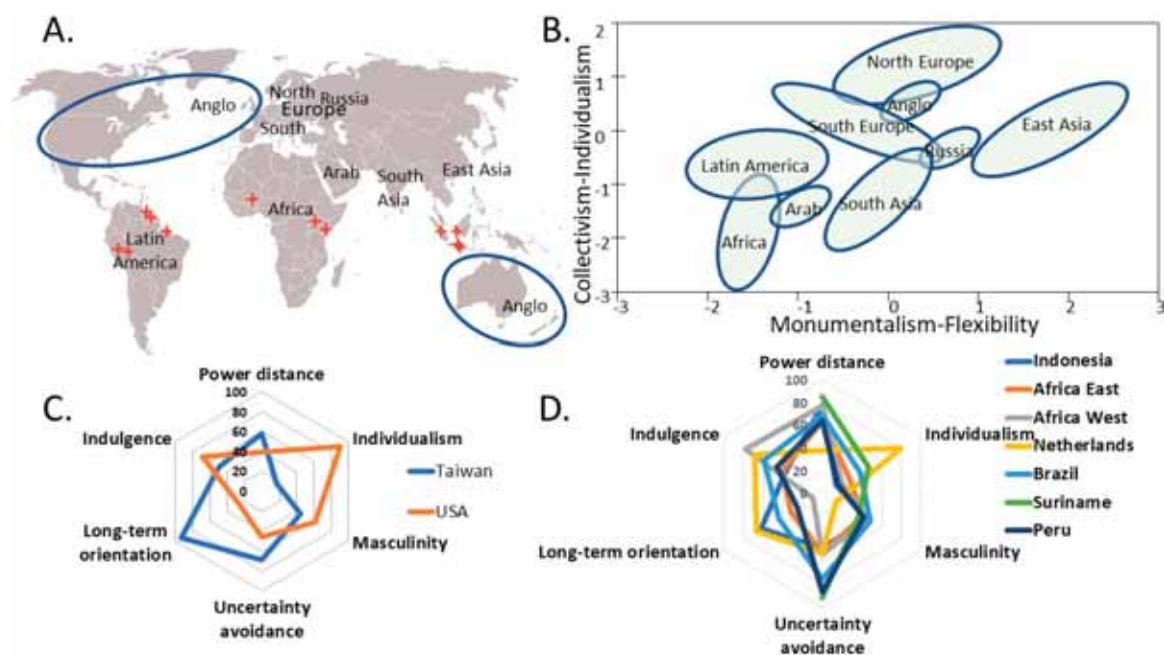 A.
North
Russia
Europe
Anglo
South
Arab
South
Asia
East Asia
Africa
Latin
America
Anglo
B.
Collectivism-Individualism
2
1
0
-1
-2
-3
-3
-2
-1
0
1
2
3
Monumentalism-Flexibility
North Europe
Anglo
South Europe
East Asia
Russia
Latin America
South Asia
Arab
Africa
C.
Power distance
100
80
60
40
20
0
Indulgence
Individualism
Long-term
orientation
Masculinity
Uncertainty
avoidance
Taiwan
USA
D.
Power distance
100
80
60
20
0
Indulgence
Individualism
Long-term orientation
Masculinity
Uncertainty
avoidance
Indonesia
Africa East
Africa West
Netherlands
Brazil
Suriname
Peru